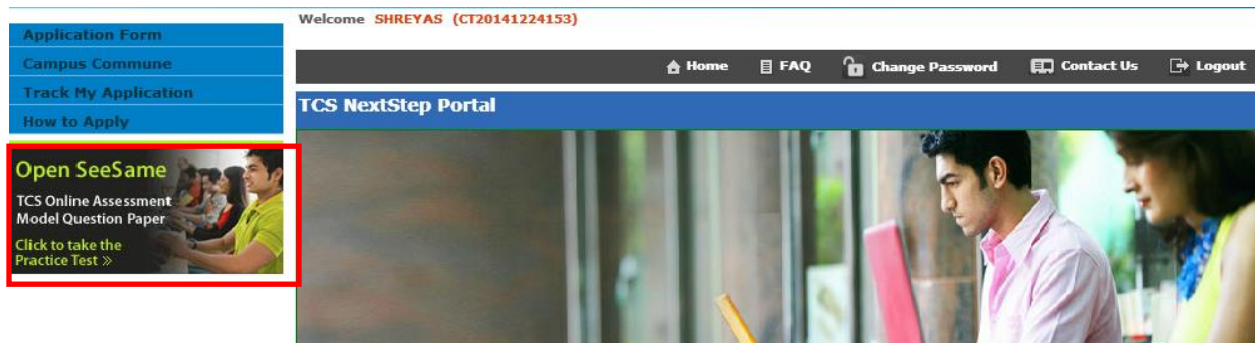 Welcome SHREYAS (CT20141224153)
Application Form
Campus Commune
Track My Application
How to Apply
Home FAQ Change Password Contact Us Logout
TCS NextStep Portal
Open SeeSame
TCS Online Assessment
Model Question Paper
Click to take the
Practice Test »